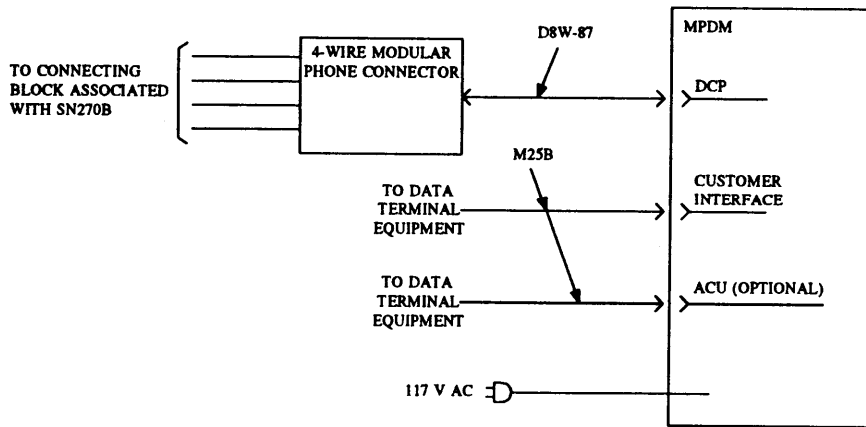 D8W-87
MPDM
4-WIRE MODULAR
PHONE CONNECTOR
TO CONNECTING
BLOCK ASSOCIATED
WITH SN270B
DCP
M25B
TO DATA
TERMINAL
EQUIPMENT
CUSTOMER
INTERFACE
TO DATA
TERMINAL
EQUIPMENT
ACU (OPTIONAL)
117 V AC